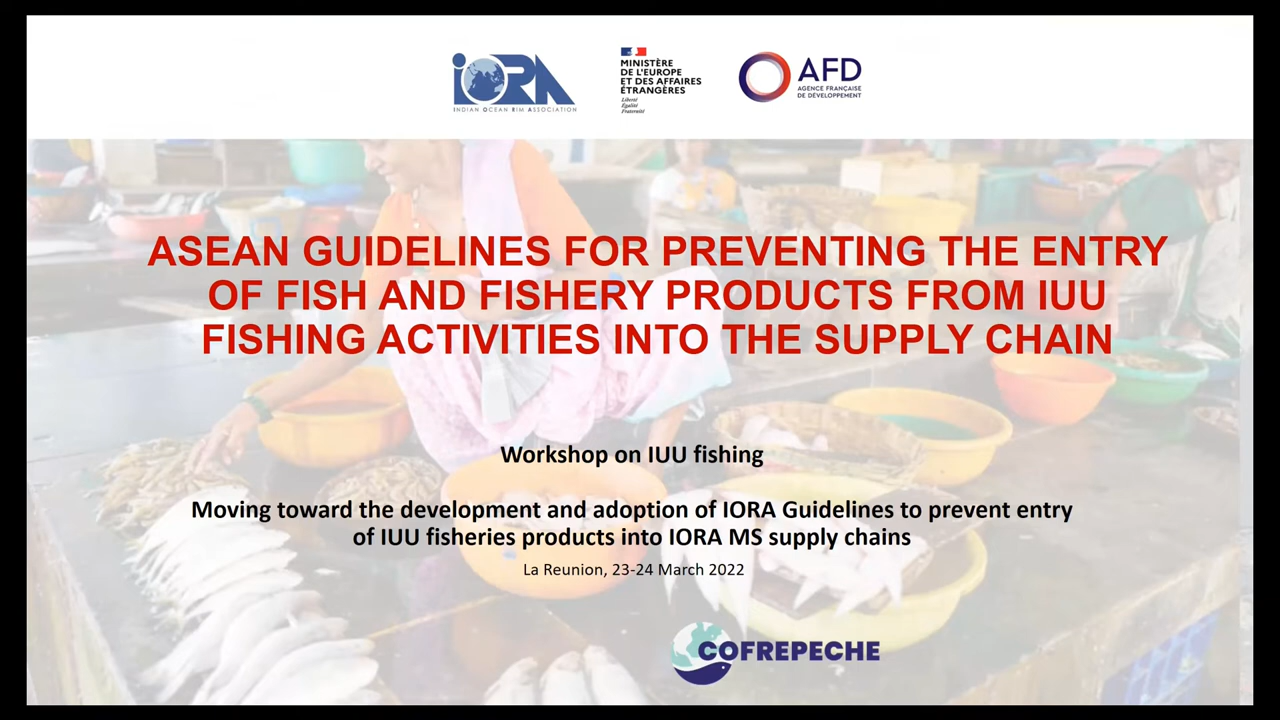 iORA
INDIAN OCEAN RIM ASSOCIATION
MINISTÈRE
DE L'EUROPE
ET DES AFFAIRES
ÉTRANGÈRES
Liberté
Égalité
Fraternité
AFD
AGENCE FRANÇAISE
DE DÉVELOPPEMENT
ASEAN GUIDELINES FOR PREVENTING THE ENTRY
OF FISH AND FISHERY PRODUCTS FROM IUU
FISHING ACTIVITIES INTO THE SUPPLY CHAIN
Workshop on IUU fishing
Moving toward the development and adoption of IORA Guidelines to prevent entry
of IUU fisheries products into IORA MS supply chains
La Reunion, 23-24 March 2022
COFREPECHE